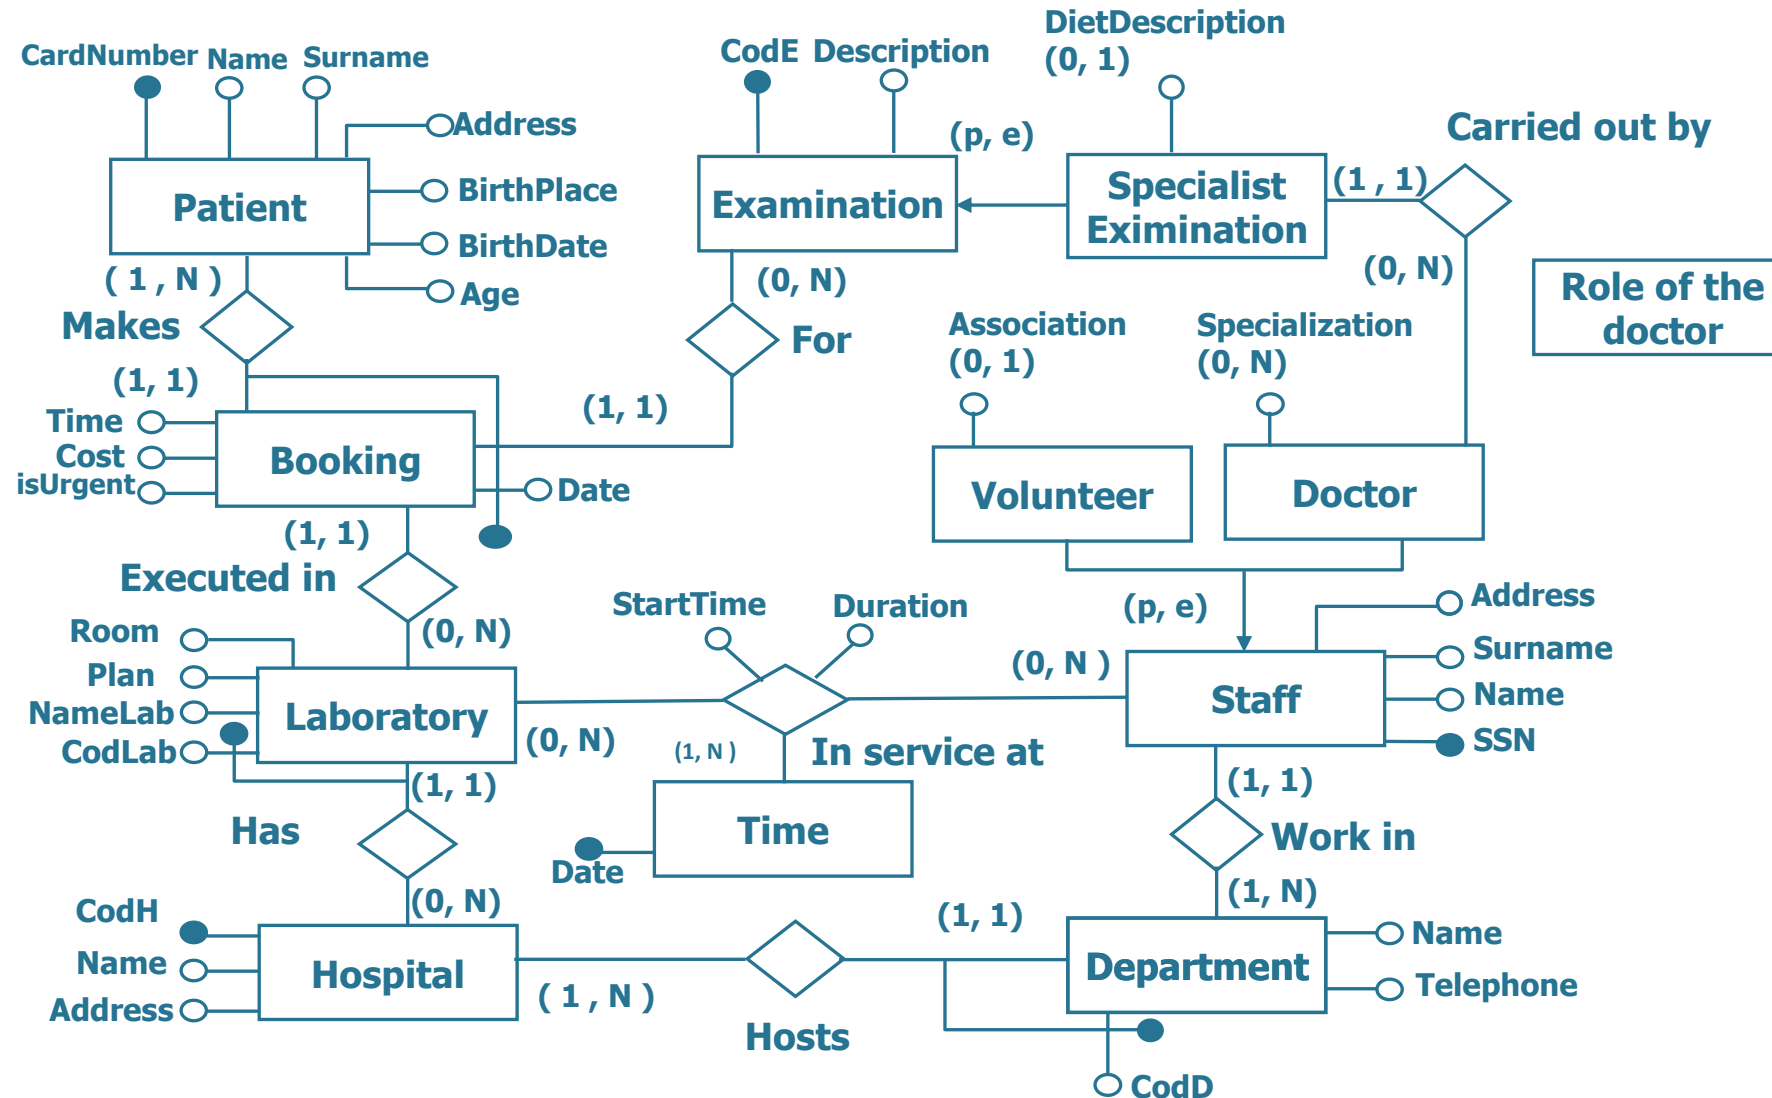 DietDescription
(0, 1)
CardNumber Name Surname
CodE Description
Address
(p, e)
Carried out by
Patient
BirthPlace
BirthDate
Age
Examination
Specialist
Eximination
(1 , 1)
( 1 , N )
Makes
(1, 1)
(0, N)
For
(0, N)
Role of the
doctor
Association
(0, 1)
Specialization
(0, N)
Time
Cost
isUrgent
Booking
(1, 1)
Date
Volunteer
Doctor
(1, 1)
Executed in
(0, N)
StartTime
Duration
(p, e)
Address
Surname
Name
SSN
Room
Plan
NameLab
CodLab
Laboratory
(0, N)
(0, N )
Staff
(1, N )
In service at
(1, 1)
Has
(0, N)
Time
Date
(1, 1)
Work in
(1, N)
CodH
Name
Address
Hospital
( 1 , N )
Hosts
(1, 1)
Department
Name
Telephone
CodD